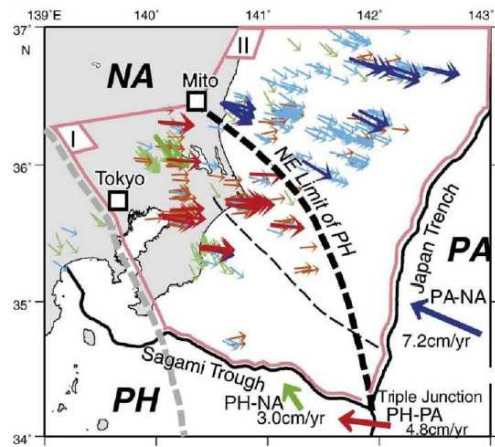 139°E 140° 141° 142° 143°
37°
N
II
NA
Mito
I
36°
Tokyo
NE Limit of PH
PA
Japan Trench
PA-NA
35°
7.2cm/yr
Sagami Trough
Triple Junction
PH
PH-NA
PH-PA
3.0cm/yr
4.8cm/yr
34°